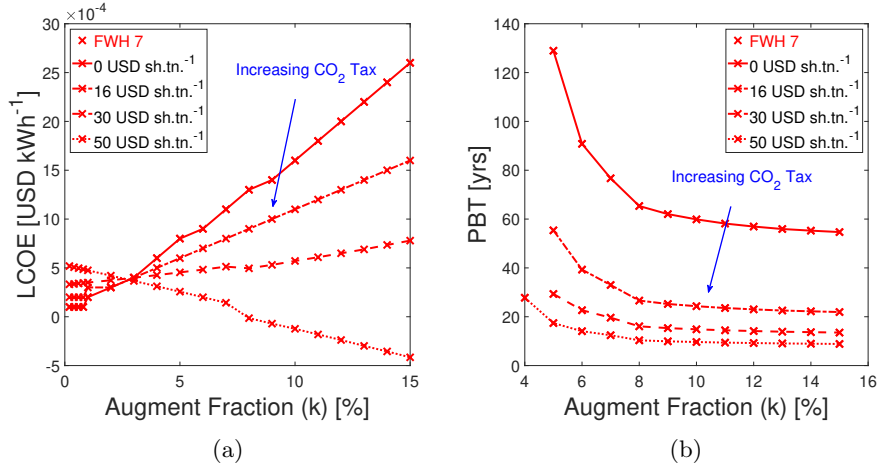 ×10⁻⁴
30
25
20
15
10
5
0
-5
0 5 10 15
LCOE [USD kWh⁻¹]
Augment Fraction (k) [%]
FWH 7
0 USD sh.tn.⁻¹
16 USD sh.tn.⁻¹
30 USD sh.tn.⁻¹
50 USD sh.tn.⁻¹
Increasing CO₂ Tax
(a)
140
120
100
80
60
40
20
0
4 6 8 10 12 14 16
PBT [yrs]
Augment Fraction (k) [%]
FWH 7
0 USD sh.tn.⁻¹
16 USD sh.tn.⁻¹
30 USD sh.tn.⁻¹
50 USD sh.tn.⁻¹
Increasing CO₂ Tax
(b)